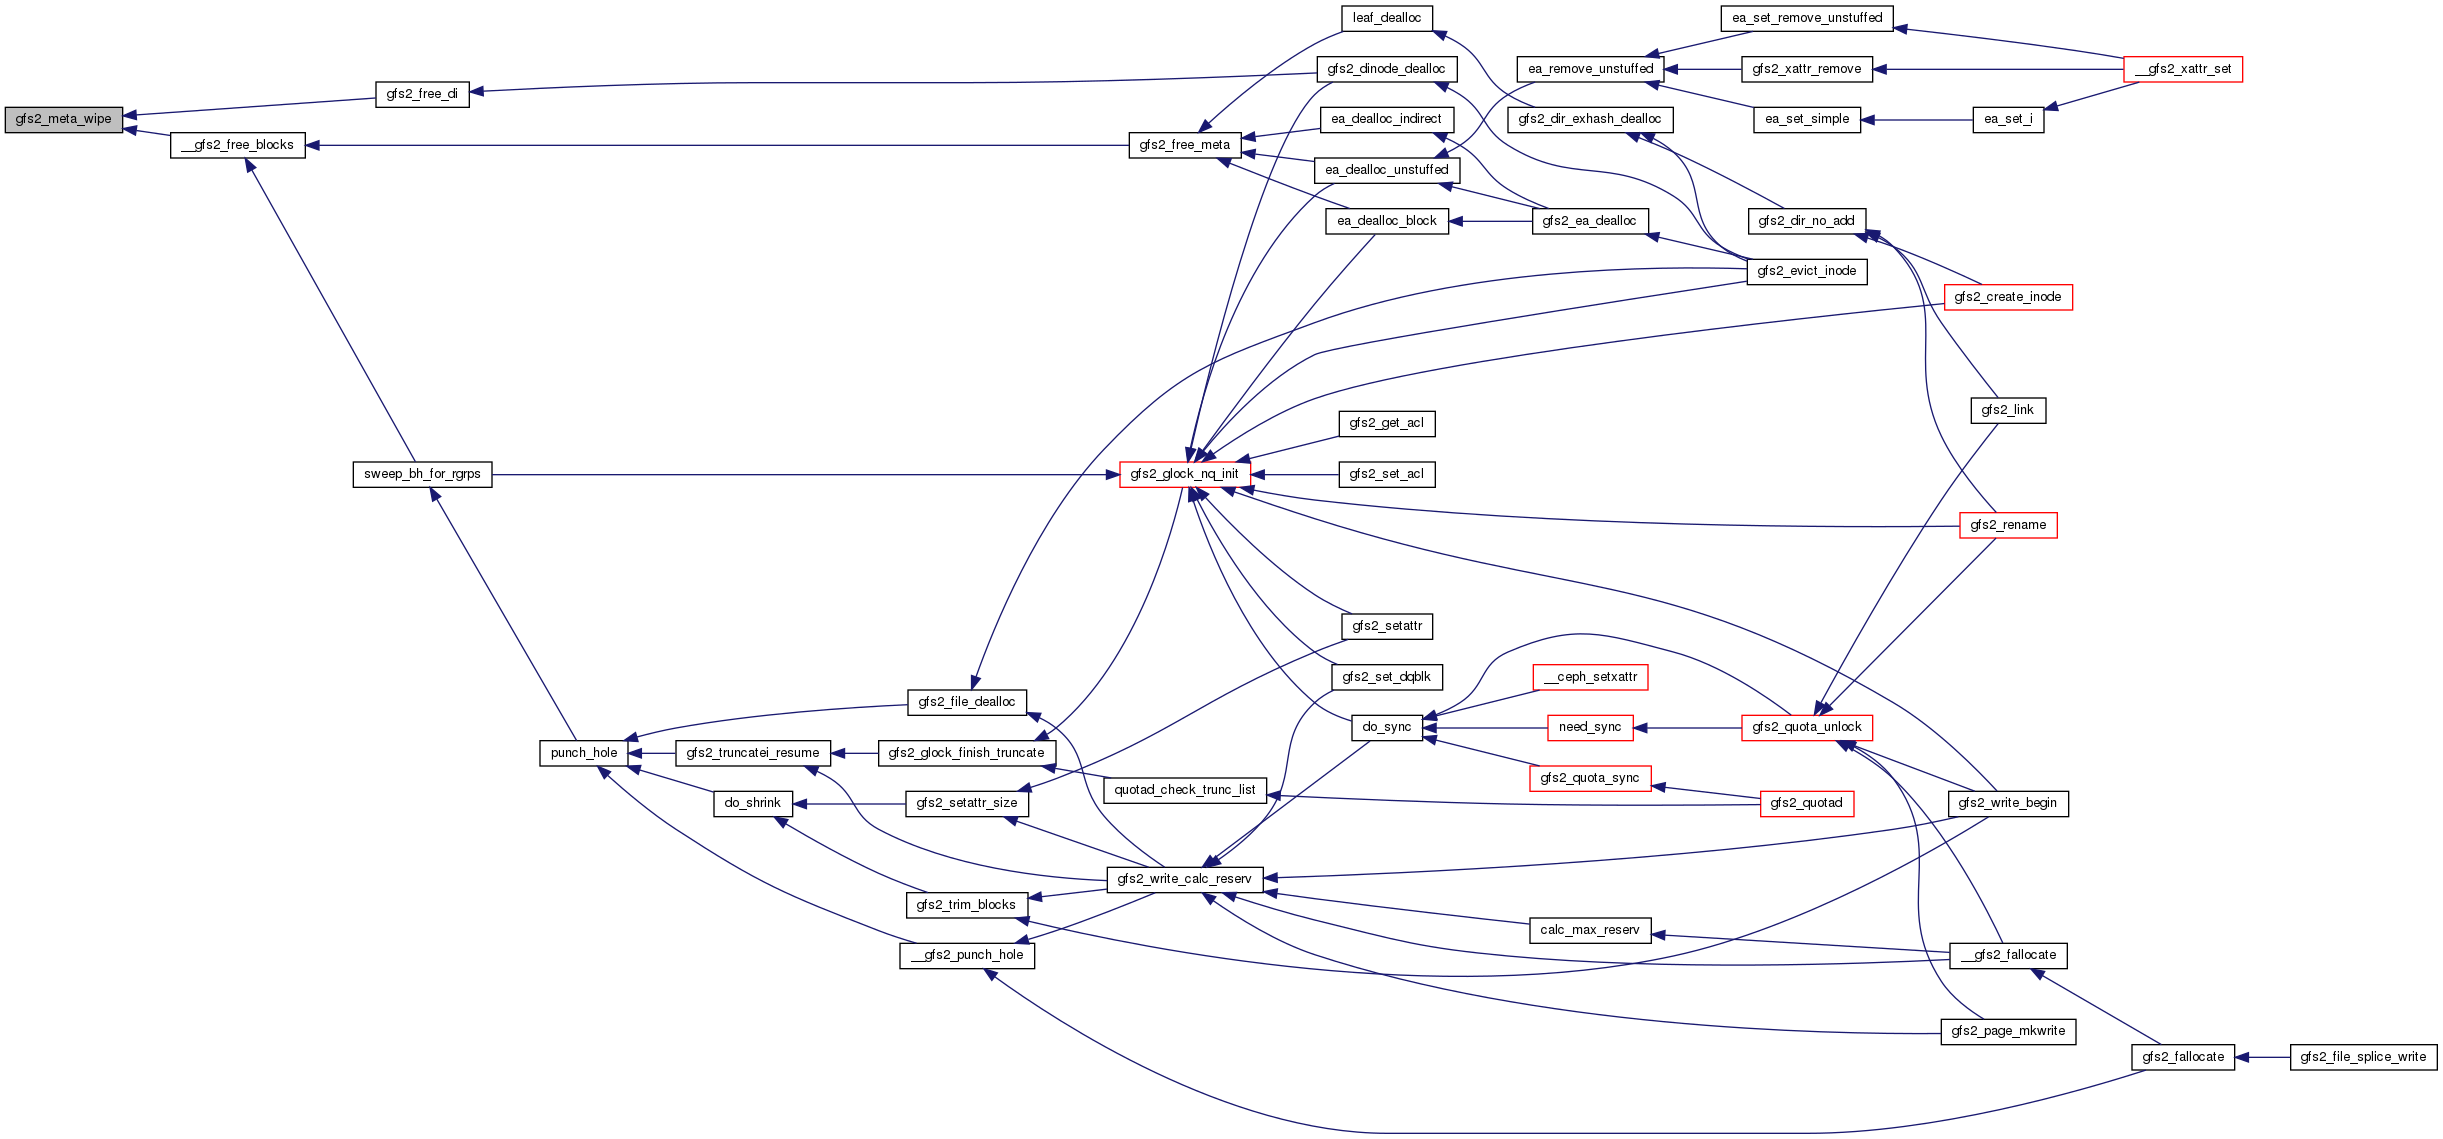 gfs2_meta_wipe
gfs2_free_di
__gfs2_free_blocks
sweep_bh_for_rgrps
punch_hole
gfs2_truncatei_resume
do_shrink
gfs2_file_dealloc
gfs2_glock_finish_truncate
gfs2_setattr_size
gfs2_trim_blocks
__gfs2_punch_hole
gfs2_free_meta
gfs2_glock_nq_init
quotad_check_trunc_list
gfs2_write_calc_reserv
leaf_dealloc
gfs2_dinode_dealloc
ea_dealloc_indirect
ea_dealloc_unstuffed
ea_dealloc_block
gfs2_get_acl
gfs2_set_acl
gfs2_setattr
gfs2_set_dqblk
do_sync
ea_remove_unstuffed
gfs2_dir_exhash_dealloc
gfs2_ea_dealloc
__ceph_setxattr
need_sync
gfs2_quota_sync
calc_max_reserv
ea_set_remove_unstuffed
gfs2_xattr_remove
ea_set_simple
gfs2_dir_no_add
gfs2_evict_inode
gfs2_quota_unlock
gfs2_quotad
ea_set_i
gfs2_create_inode
gfs2_link
gfs2_rename
gfs2_write_begin
__gfs2_fallocate
gfs2_page_mkwrite
__gfs2_xattr_set
gfs2_fallocate
gfs2_file_splice_write